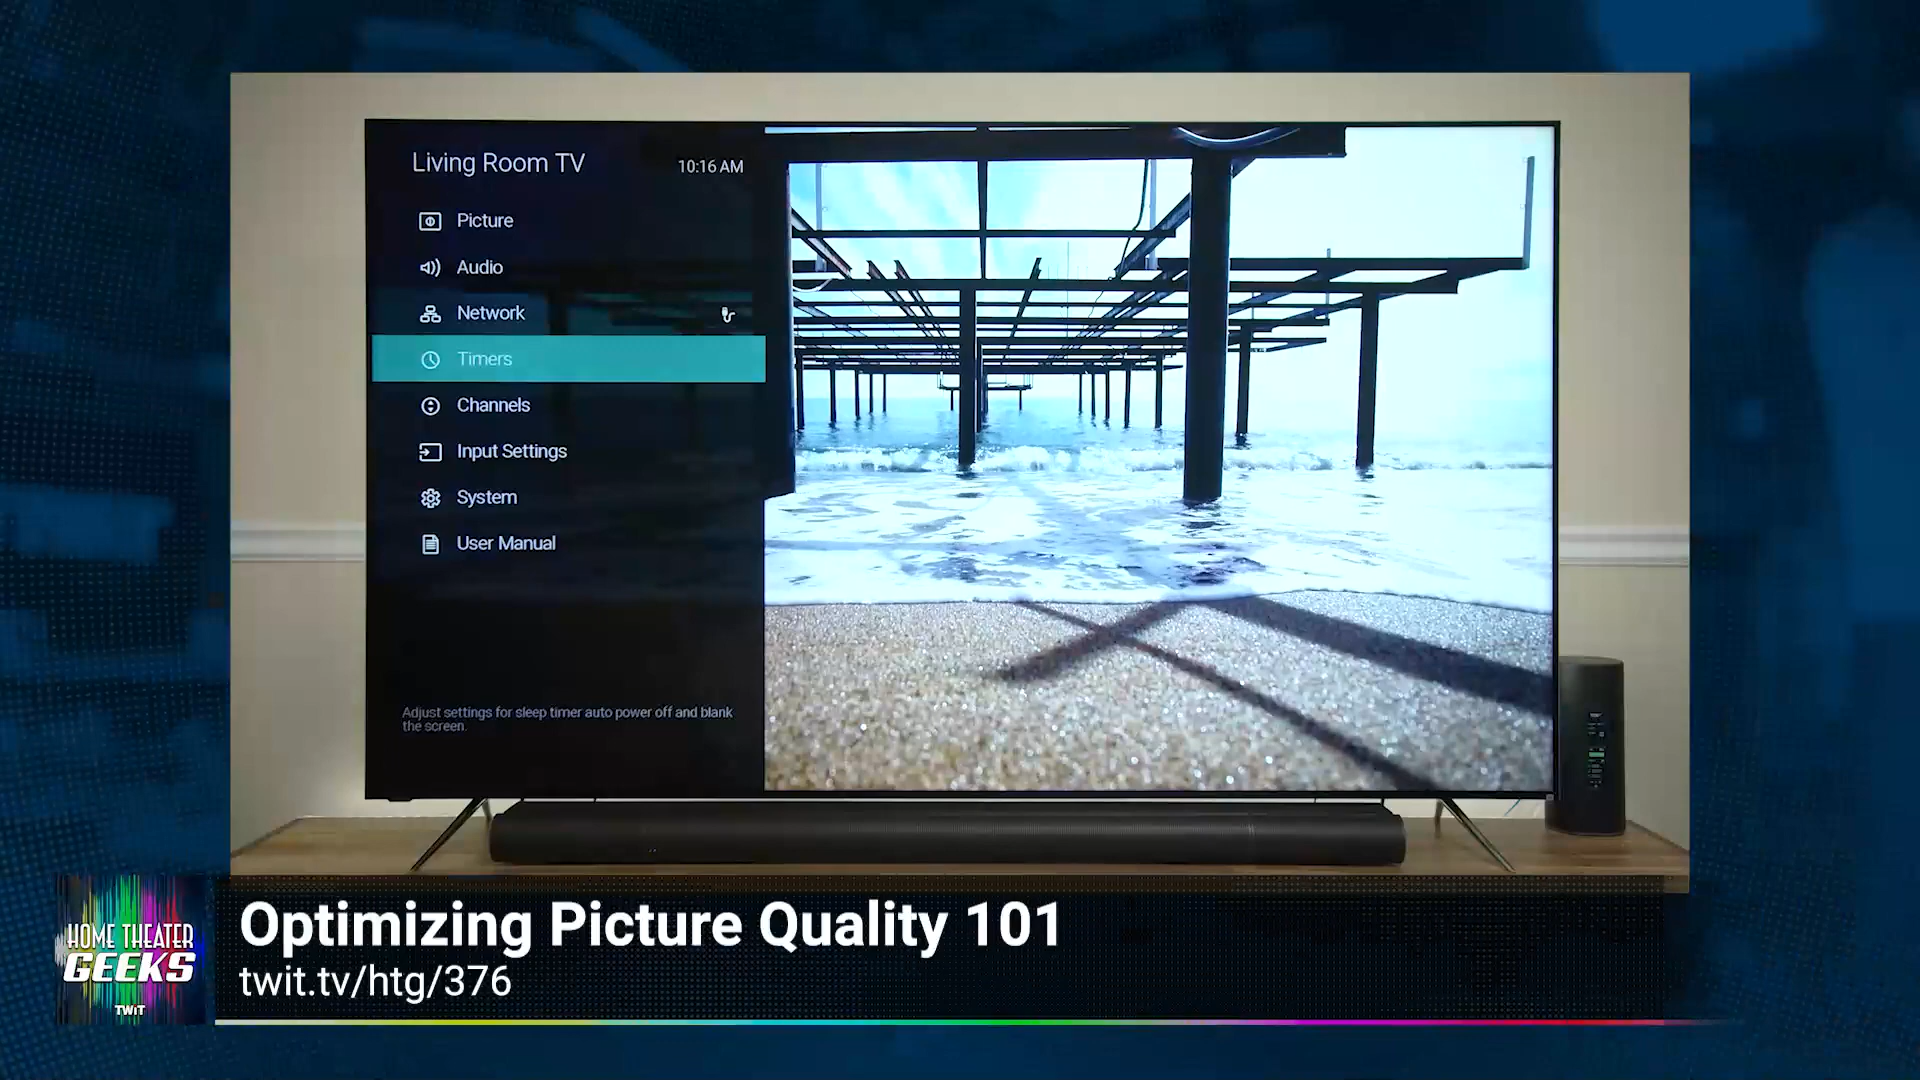 Living Room TV
10:16 AM
Picture
Audio
Network
Timers
Channels
Input Settings
System
User Manual
Adjust settings for sleep timer auto power off and blank
the screen.
HOME THEATER
GEEKS
TWiT
Optimizing Picture Quality 101
twit.tv/htg/376